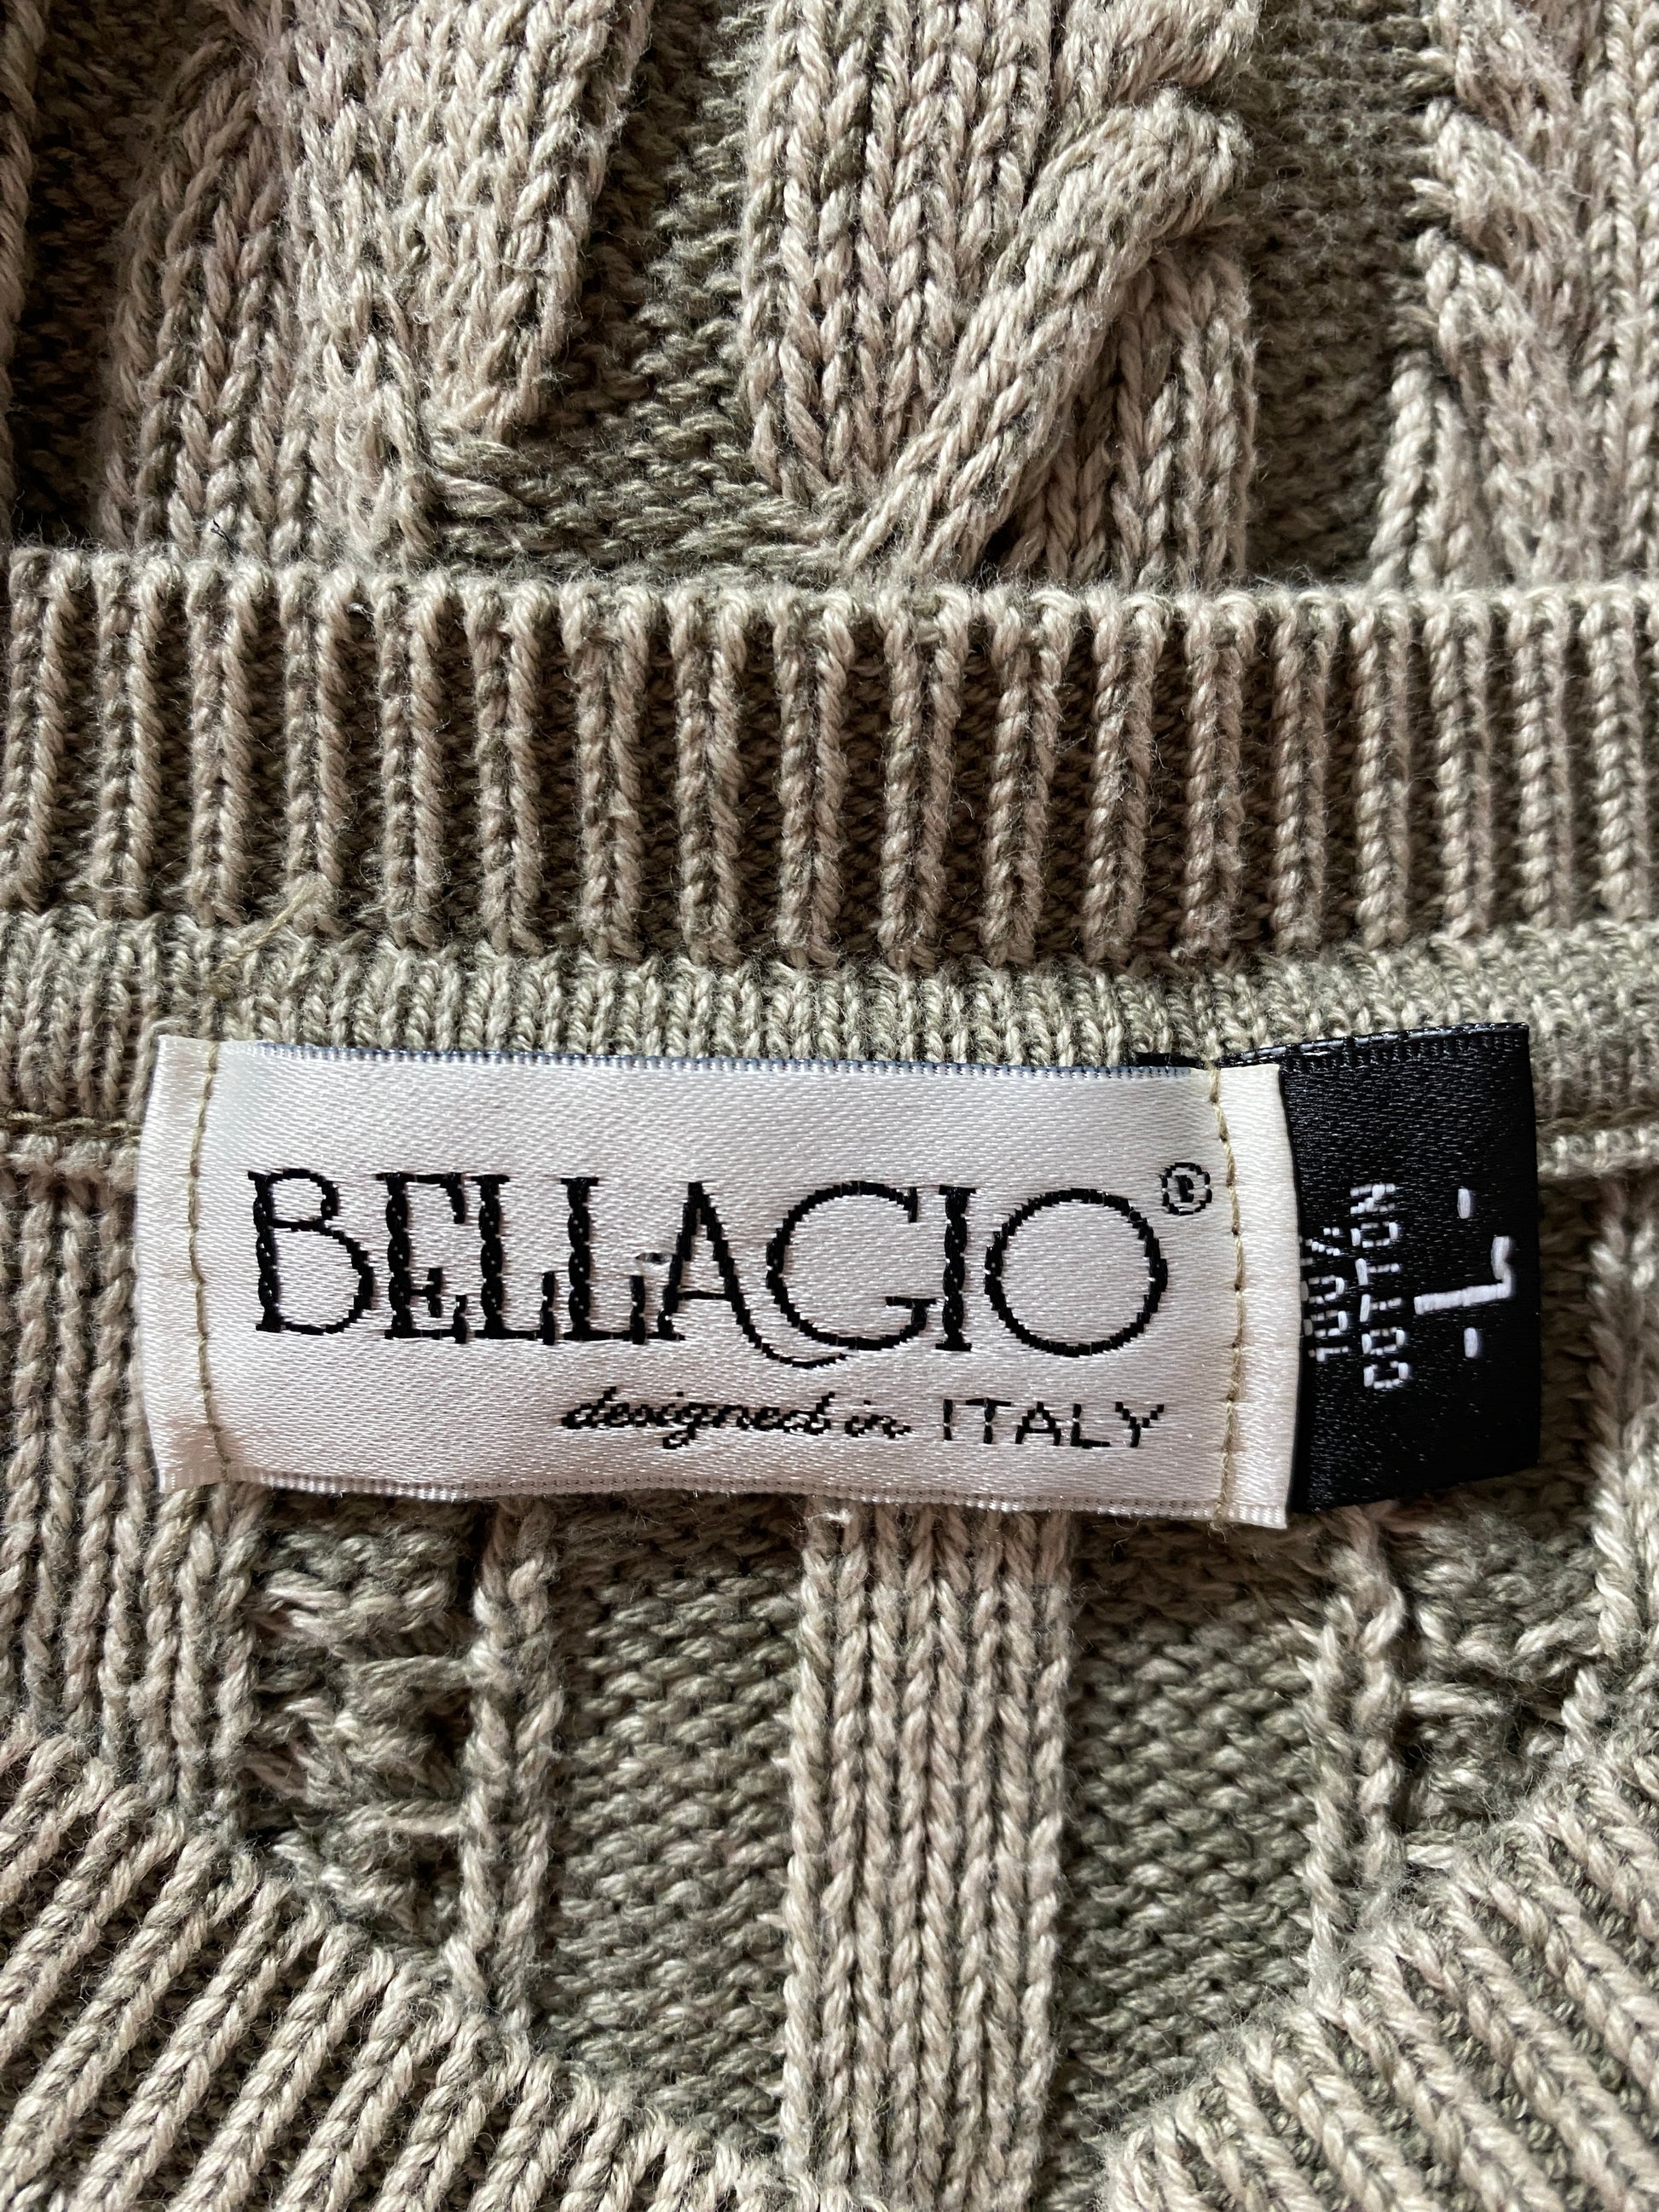 BELLAGIO®
designed in ITALY
100%
COTTON
-L-